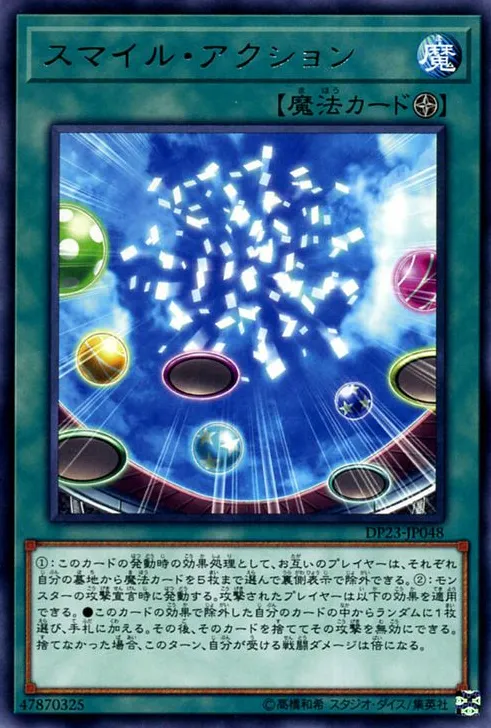 スマイル・アクション
魔
【魔法カード】
DP23-JP048
①：このカードの発動時の効果処理として、お互いのプレイヤーは、それぞれ
自分の墓地から魔法カードを５枚まで選んで裏側表示で除外できる。②：モン
スターの攻撃宣言時に発動する。攻撃されたプレイヤーは以下の効果を適用
できる。●このカードの効果で除外した自分のカードの中からランダムに１枚
選び、手札に加える。その後、そのカードを捨ててその攻撃を無効にできる。
捨てなかった場合、このターン、自分が受ける戦闘ダメージは倍になる。
47870325
©高橋和希 スタジオ・ダイス/集英社